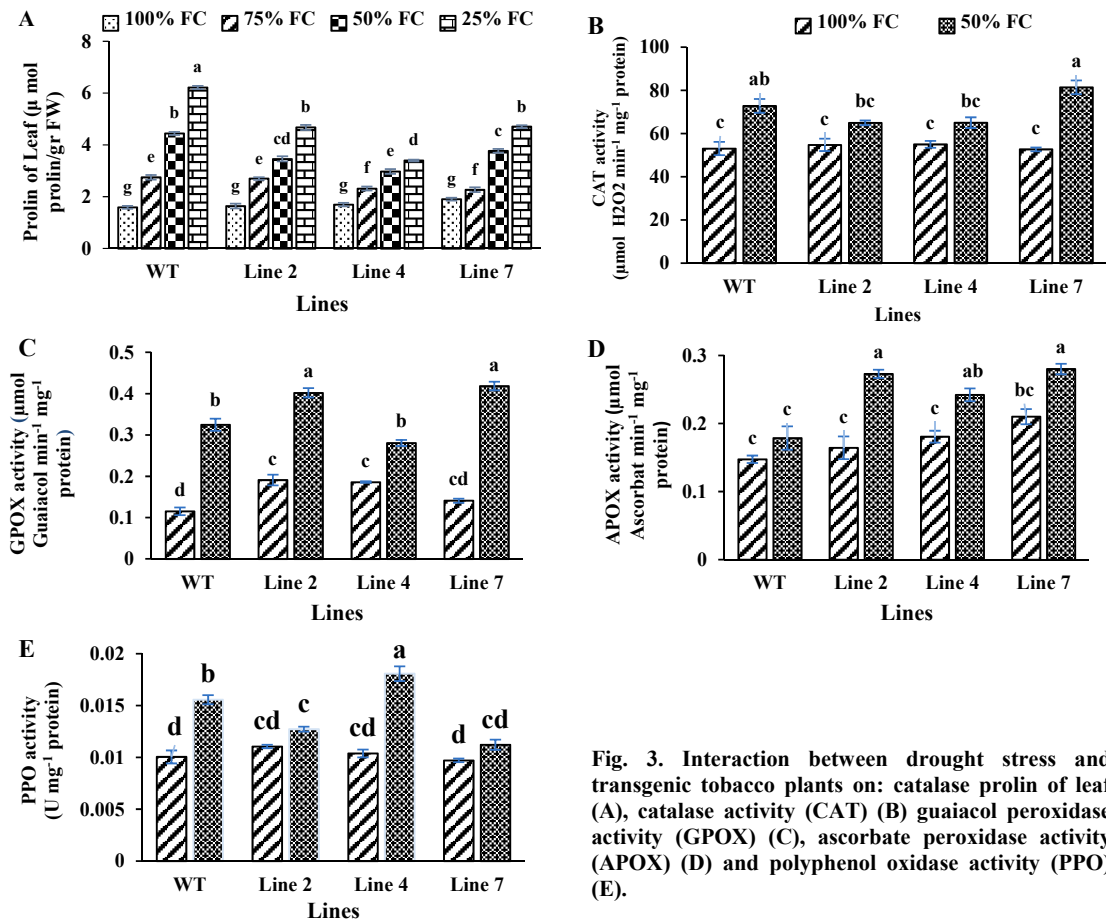 A
100% FC 75% FC 50% FC 25% FC
Prolin of Leaf (µ mol
prolin/gr FW)
8
6
4
2
0
g e b a
g e cd b
g f e d
g f c b
WT Line 2 Line 4 Line 7
Lines
B
100% FC 50% FC
CAT activity
(µmol H2O2 min-1 mg-1 protein)
100
80
60
40
20
0
c ab c bc c bc c a
WT Line 2 Line 4 Line 7
Lines
C
GPOX activity (µmol
Guaiacol min-1 mg-1
protein)
0.5
0.4
0.3
0.2
0.1
0
d b c a c b cd a
WT Line 2 Line 4 Line 7
Lines
D
APOX activity (µmol
Ascorbat min-1 mg-1
protein)
0.3
0.2
0.1
0
c c c a c ab bc a
WT Line 2 Line 4 Line 7
Lines
E
PPO activity
(U mg-1 protein)
0.02
0.015
0.01
0.005
0
d b cd c cd a d cd
WT Line 2 Line 4 Line 7
Lines
Fig. 3. Interaction between drought stress and
transgenic tobacco plants on: catalase prolin of leaf
(A), catalase activity (CAT) (B) guaiacol peroxidase
activity (GPOX) (C), ascorbate peroxidase activity
(APOX) (D) and polyphenol oxidase activity (PPO)
(E).